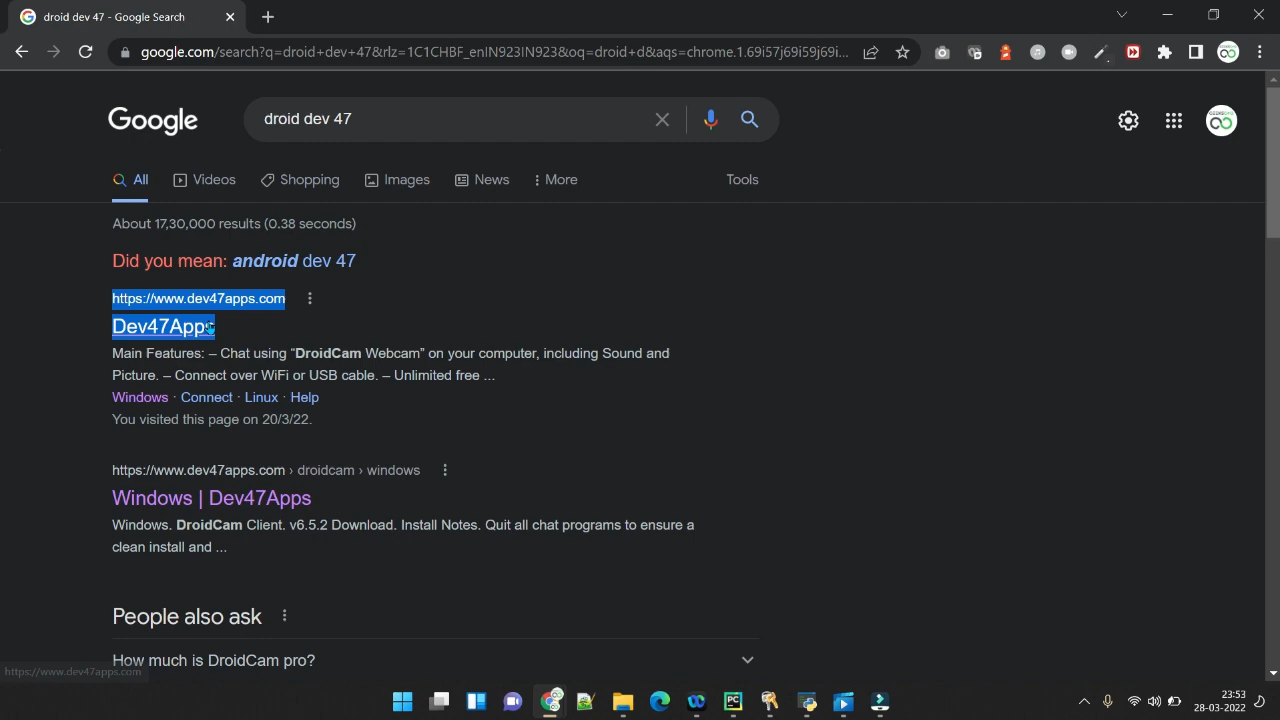 droid dev 47 - Google Search
google.com/search?q=droid+dev+47&rlz=1C1CHBF_enIN923IN923&oq=droid+d&aqs=chrome.1.69i57j69i59j69i...
Google
droid dev 47
All Videos Shopping Images News More Tools
About 17,30,000 results (0.38 seconds)
Did you mean: android dev 47
https://www.dev47apps.com
Dev47Apps
Main Features: – Chat using “DroidCam Webcam” on your computer, including Sound and
Picture. – Connect over WiFi or USB cable. – Unlimited free ...
Windows · Connect · Linux · Help
You visited this page on 20/3/22.
https://www.dev47apps.com › droidcam › windows
Windows | Dev47Apps
Windows. DroidCam Client. v6.5.2 Download. Install Notes. Quit all chat programs to ensure a
clean install and ...
People also ask
How much is DroidCam pro?
https://www.dev47apps.com
23:53
28-03-2022